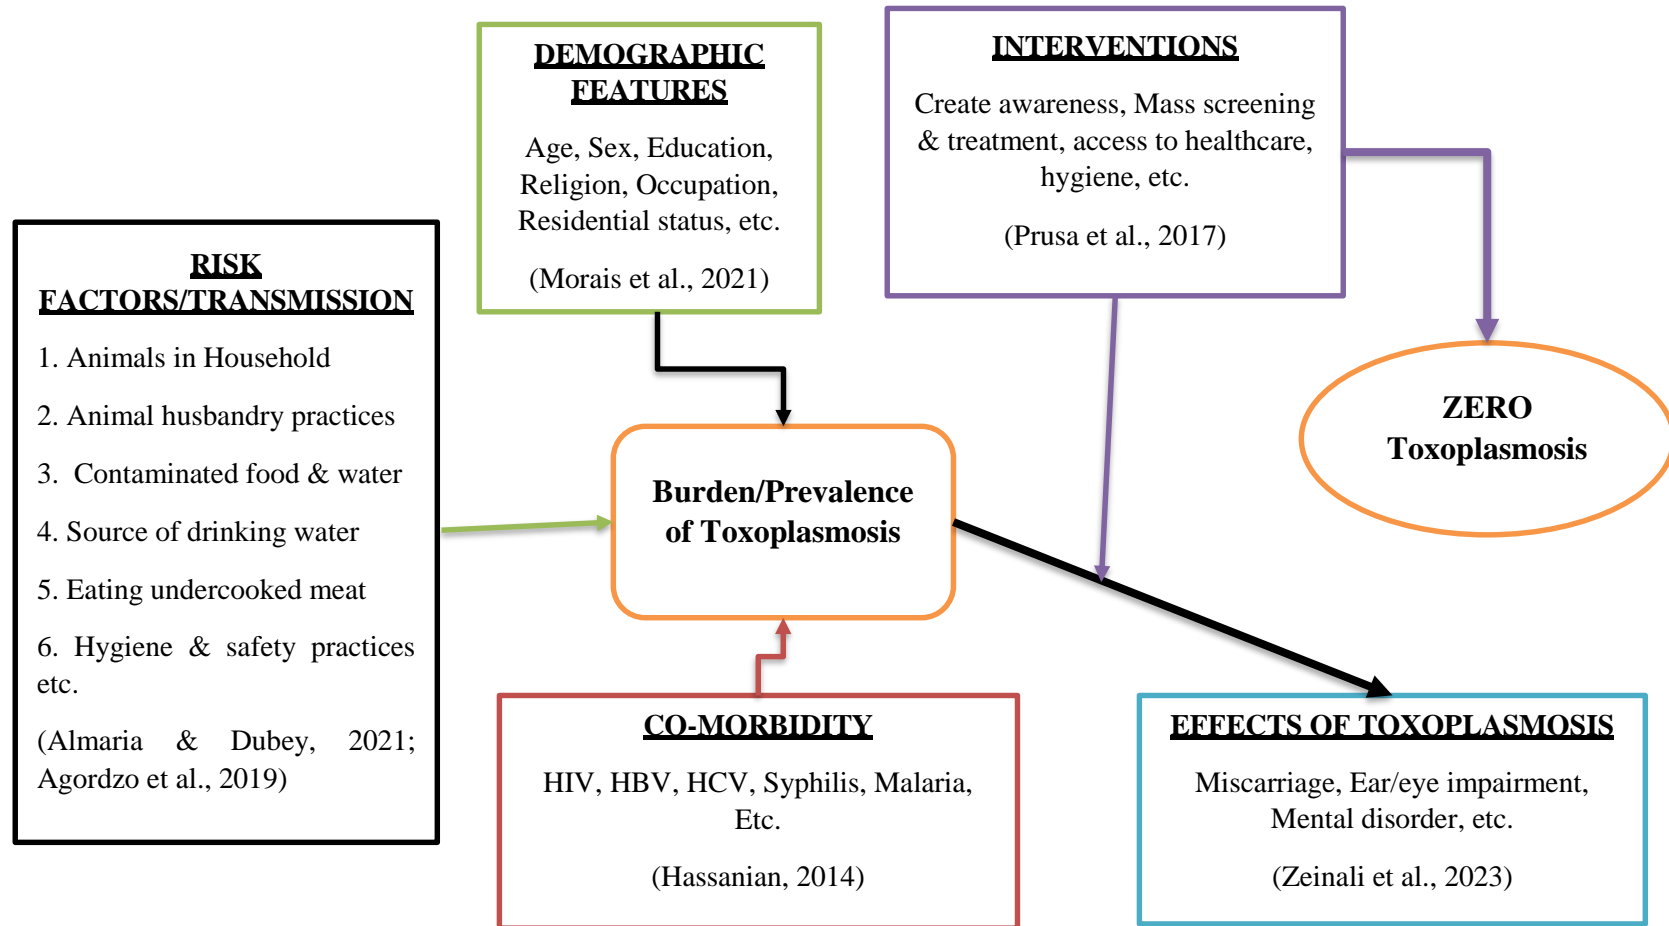 DEMOGRAPHIC
FEATURES
Age, Sex, Education,
Religion, Occupation,
Residential status, etc.
(Morais et al., 2021)
INTERVENTIONS
Create awareness, Mass screening
& treatment, access to healthcare,
hygiene, etc.
(Prusa et al., 2017)
RISK
FACTORS/TRANSMISSION
1. Animals in Household
2. Animal husbandry practices
3. Contaminated food & water
4. Source of drinking water
5. Eating undercooked meat
6. Hygiene & safety practices
etc.
(Almaria & Dubey, 2021;
Agordzo et al., 2019)
Burden/Prevalence
of Toxoplasmosis
ZERO
Toxoplasmosis
CO-MORBIDITY
HIV, HBV, HCV, Syphilis, Malaria,
Etc.
(Hassanian, 2014)
EFFECTS OF TOXOPLASMOSIS
Miscarriage, Ear/eye impairment,
Mental disorder, etc.
(Zeinali et al., 2023)